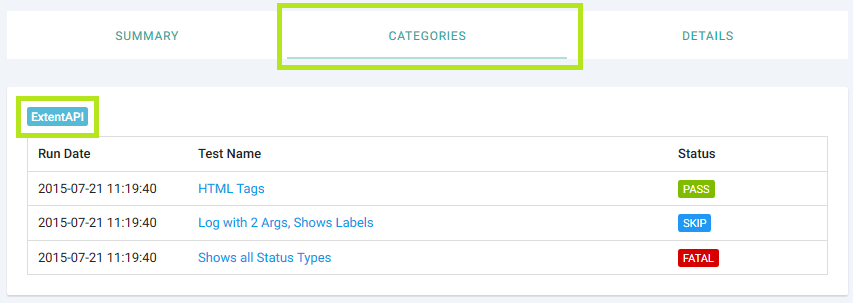 SUMMARY CATEGORIES DETAILS
ExtentAPI
Run Date Test Name Status
2015-07-21 11:19:40 HTML Tags PASS
2015-07-21 11:19:40 Log with 2 Args, Shows Labels SKIP
2015-07-21 11:19:40 Shows all Status Types FATAL